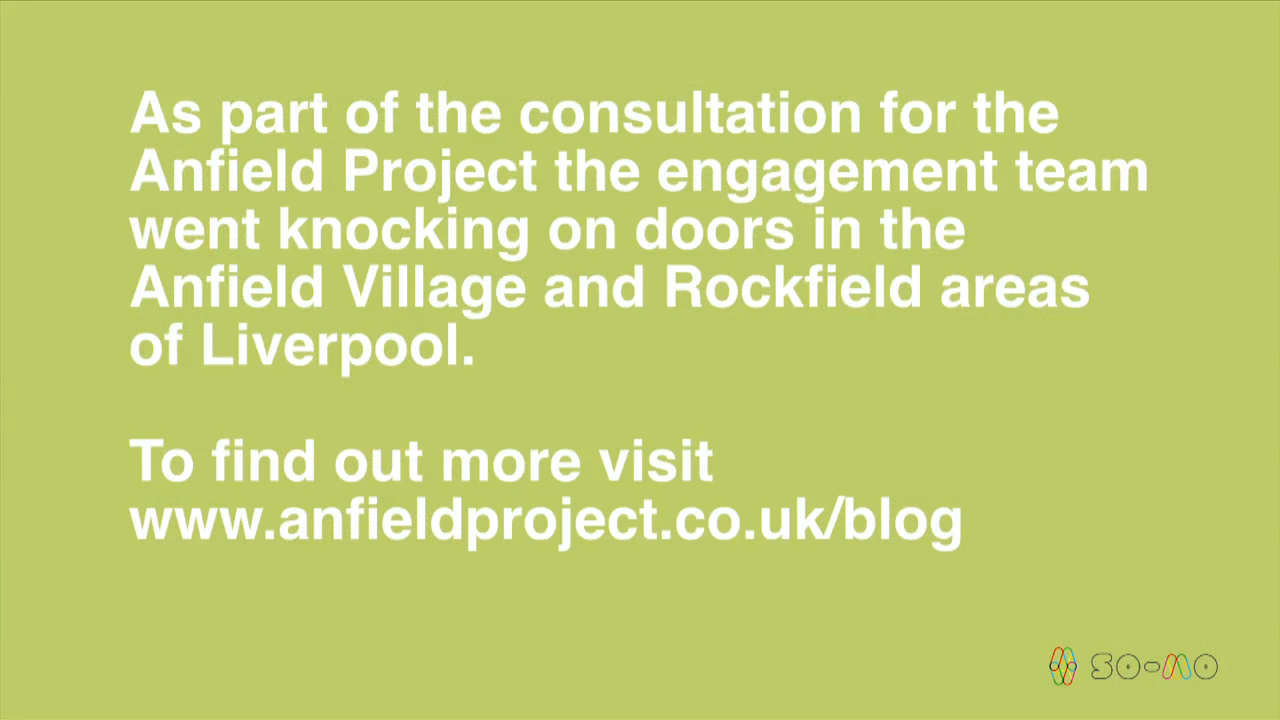 As part of the consultation for the
Anfield Project the engagement team
went knocking on doors in the
Anfield Village and Rockfield areas
of Liverpool.
To find out more visit
www.anfieldproject.co.uk/blog
SO-MO